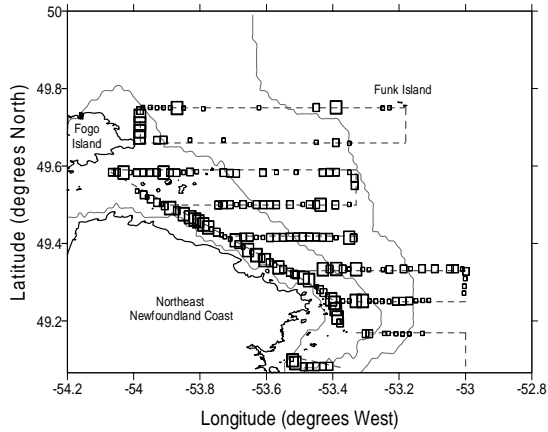 50
49.8
49.6
49.4
49.2
Latitude (degrees North)
Funk Island
Fogo
Island
Northeast
Newfoundland Coast
-54.2 -54 -53.8 -53.6 -53.4 -53.2 -53 -52.8
Longitude (degrees West)